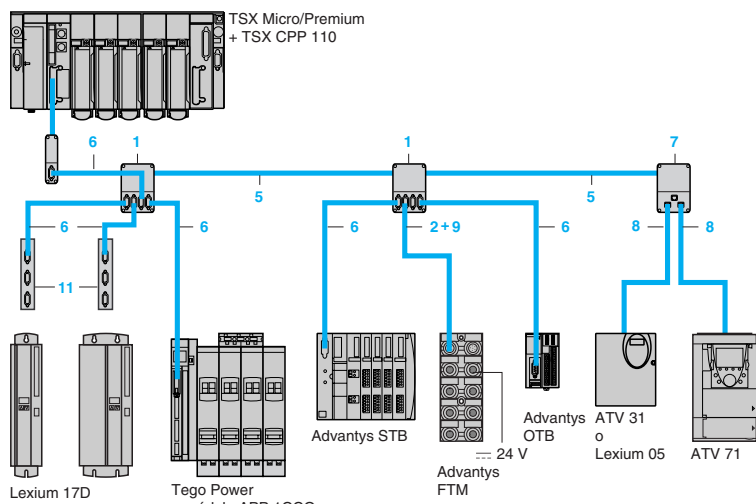 TSX Micro/Premium
+ TSX CPP 110
6
1
1
7
5
5
6
6
6
2+9
6
8
8
11
Advantys STB
24 V
Advantys
FTM
Advantys
OTB
ATV 31
o
Lexium 05
ATV 71
Lexium 17D
Tego Power